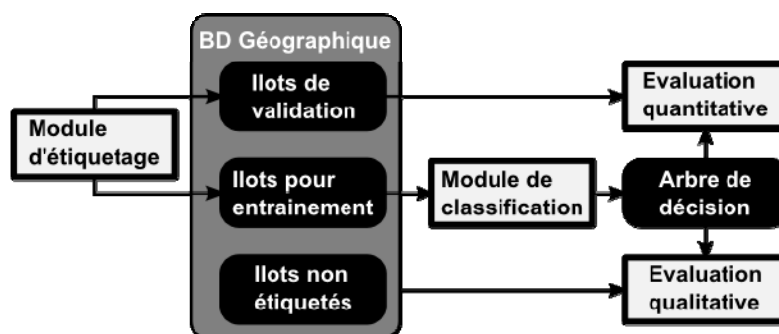 BD Géographique
Ilots de
validation
Evaluation
quantitative
Module
d'étiquetage
Ilots pour
entrainement
Module de
classification
Arbre de
décision
Ilots non
étiquetés
Evaluation
qualitative